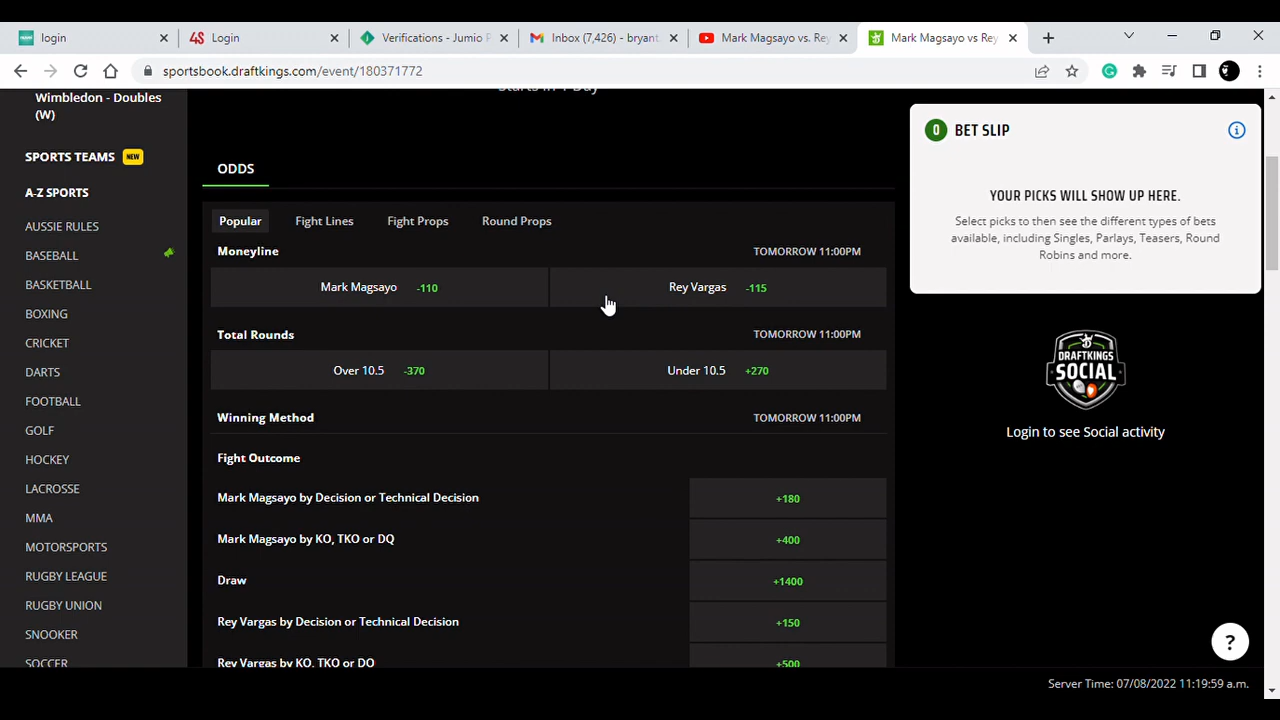 login
Login
Verifications - Jumio P
Inbox (7,426) - bryant
Mark Magsayo vs. Rey
Mark Magsayo vs Rey
sportsbook.draftkings.com/event/180371772
Wimbledon - Doubles
(W)
SPORTS TEAMS NEW
A-Z SPORTS
AUSSIE RULES
BASEBALL
BASKETBALL
BOXING
CRICKET
DARTS
FOOTBALL
GOLF
HOCKEY
LACROSSE
MMA
MOTORSPORTS
RUGBY LEAGUE
RUGBY UNION
SNOOKER
SOCCER
Starts in 1 Day
ODDS
Popular Fight Lines Fight Props Round Props
Moneyline TOMORROW 11:00PM
Mark Magsayo -110 Rey Vargas -115
Total Rounds TOMORROW 11:00PM
Over 10.5 -370 Under 10.5 +270
Winning Method TOMORROW 11:00PM
Fight Outcome
Mark Magsayo by Decision or Technical Decision +180
Mark Magsayo by KO, TKO or DQ +400
Draw +1400
Rey Vargas by Decision or Technical Decision +150
Rey Vargas by KO, TKO or DQ +500
0 BET SLIP
YOUR PICKS WILL SHOW UP HERE.
Select picks to then see the different types of bets
available, including Singles, Parlays, Teasers, Round
Robins and more.
DRAFTKINGS
SOCIAL
Login to see Social activity
?
Server Time: 07/08/2022 11:19:59 a.m.